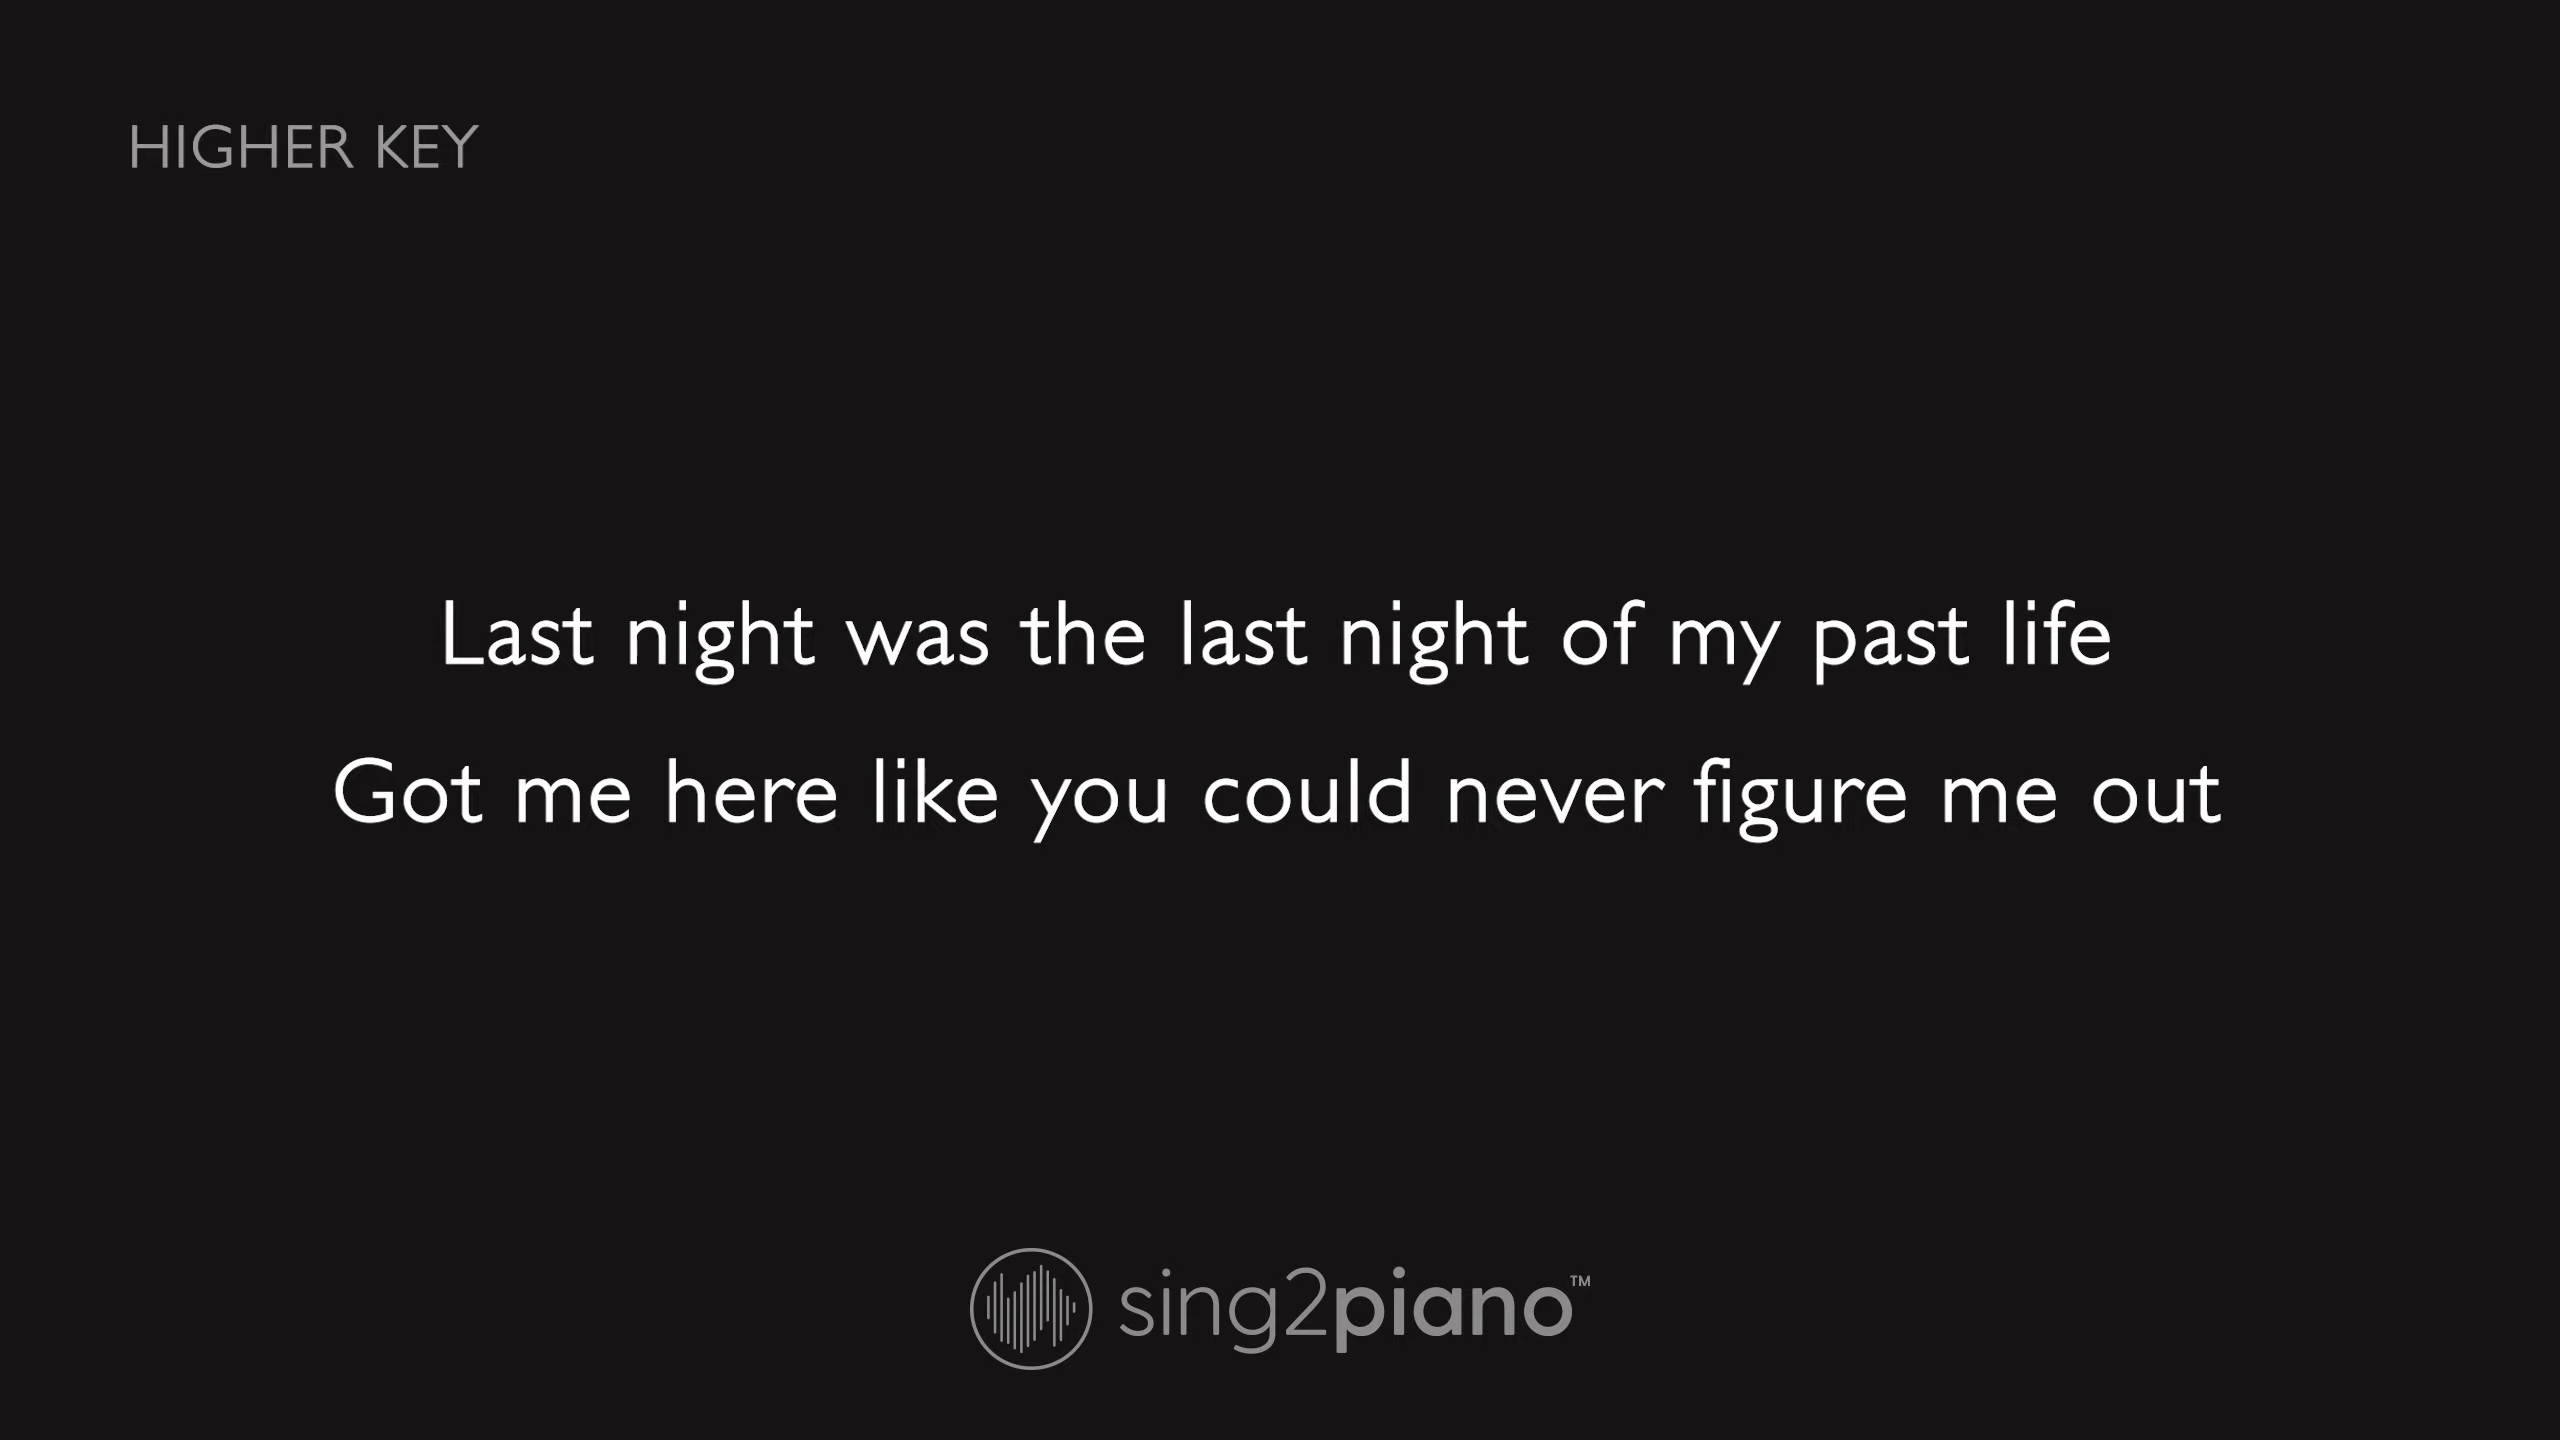 HIGHER KEY
Last night was the last night of my past life
Got me here like you could never figure me out
sing2piano™